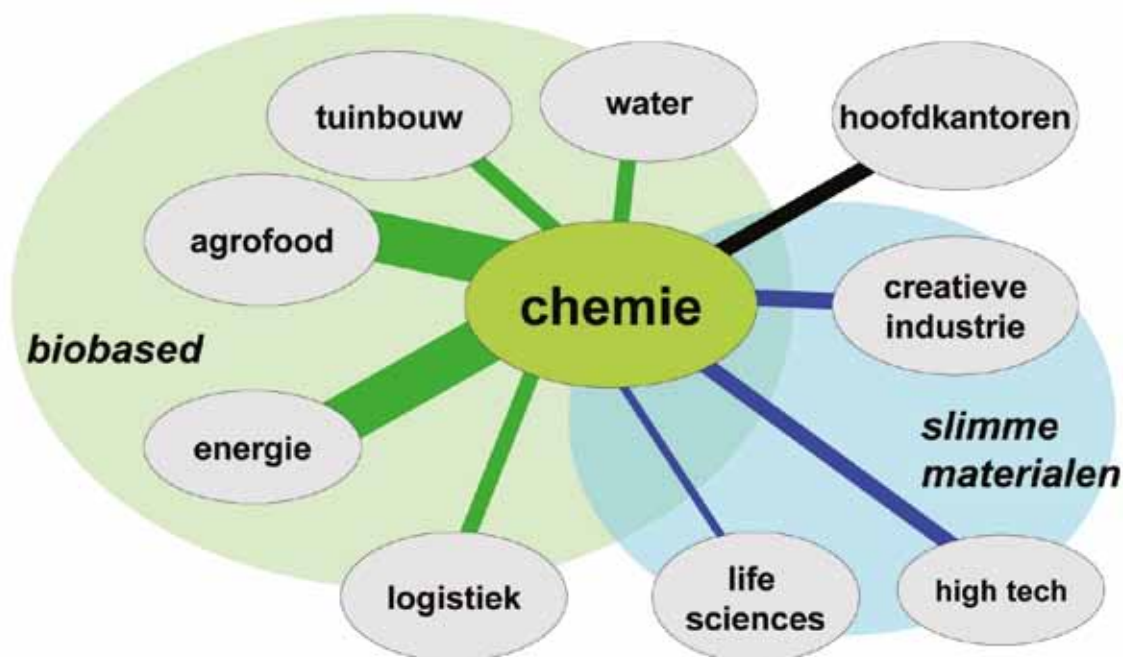 tuinbouw
water
hoofdkantoren
agrofood
chemie
creatieve
industrie
biobased
energie
slimme
materialen
logistiek
life
sciences
high tech